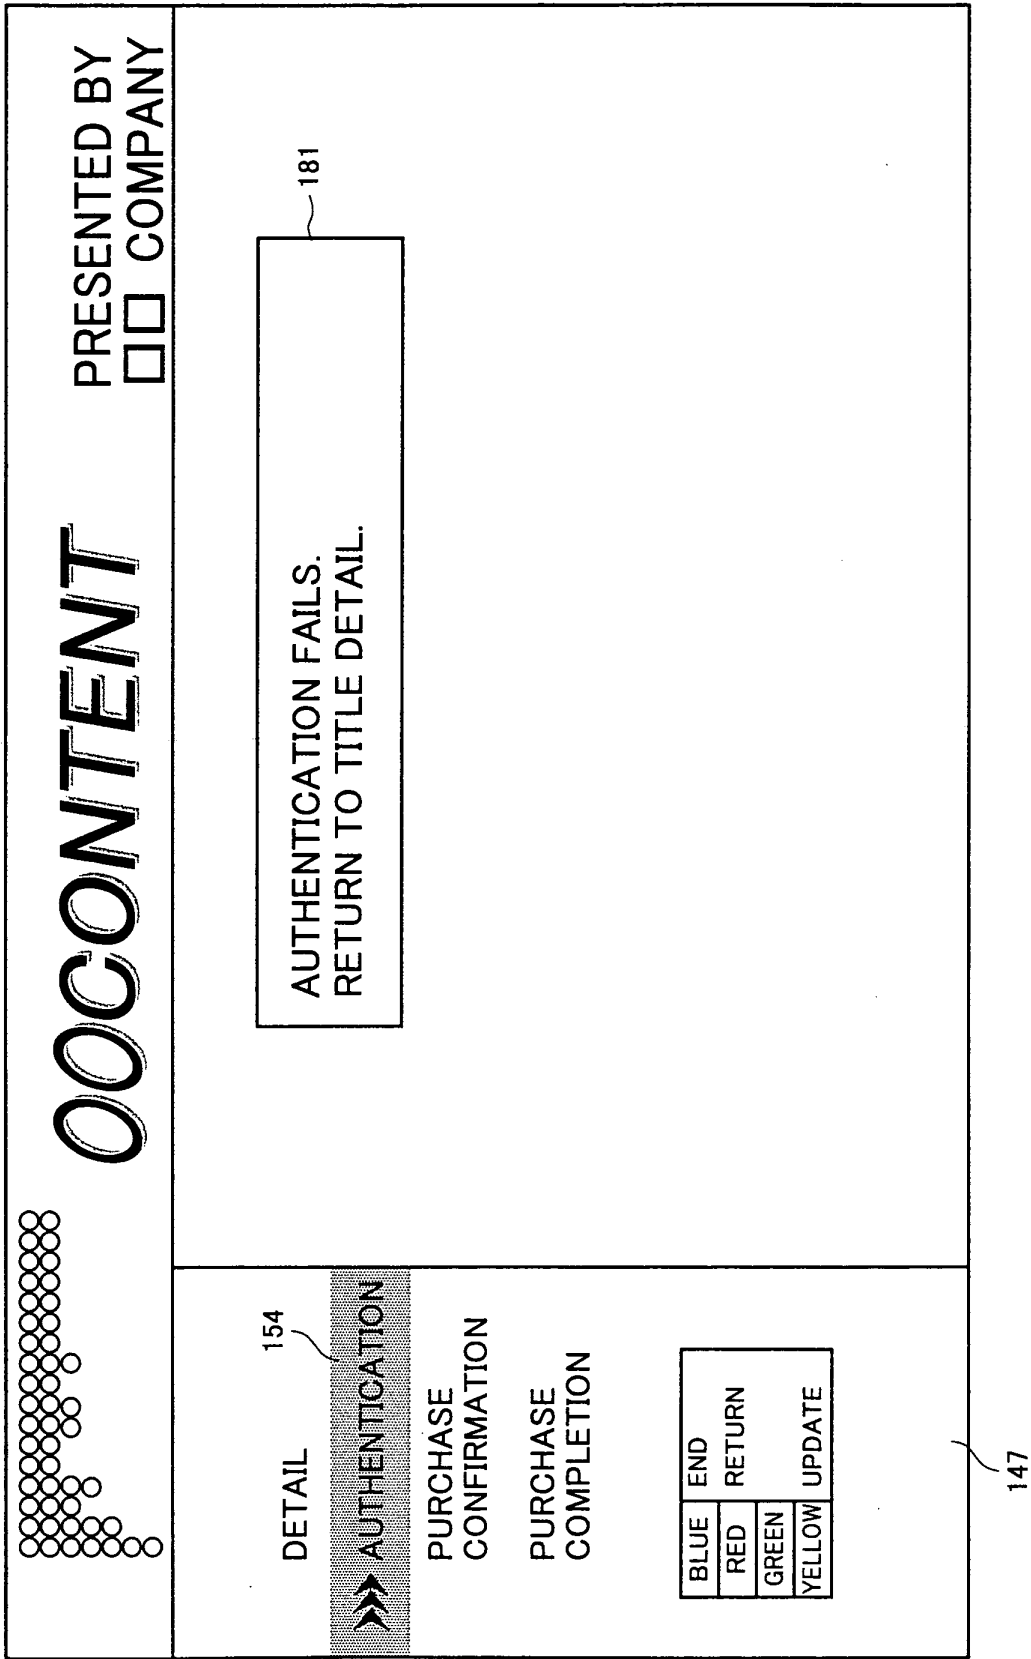 OOCONTENT
PRESENTED BY
□□ COMPANY
DETAIL
154
AUTHENTICATION
PURCHASE
CONFIRMATION
PURCHASE
COMPLETION
BLUE END
RED RETURN
GREEN
YELLOW UPDATE
147
AUTHENTICATION FAILS.
RETURN TO TITLE DETAIL.
181